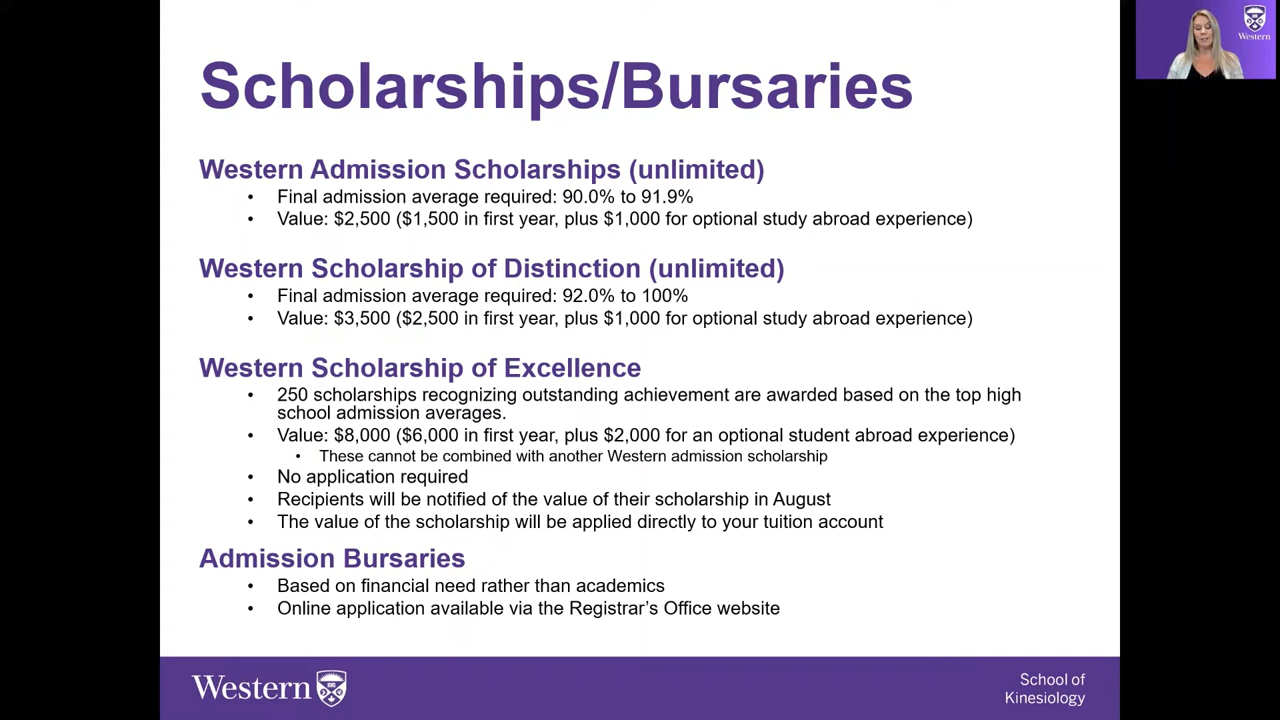 Scholarships/Bursaries
Western
Western Admission Scholarships (unlimited)
• Final admission average required: 90.0% to 91.9%
• Value: $2,500 ($1,500 in first year, plus $1,000 for optional study abroad experience)
Western Scholarship of Distinction (unlimited)
• Final admission average required: 92.0% to 100%
• Value: $3,500 ($2,500 in first year, plus $1,000 for optional study abroad experience)
Western Scholarship of Excellence
• 250 scholarships recognizing outstanding achievement are awarded based on the top high
school admission averages.
• Value: $8,000 ($6,000 in first year, plus $2,000 for an optional student abroad experience)
• These cannot be combined with another Western admission scholarship
• No application required
• Recipients will be notified of the value of their scholarship in August
• The value of the scholarship will be applied directly to your tuition account
Admission Bursaries
• Based on financial need rather than academics
• Online application available via the Registrar’s Office website
Western
School of
Kinesiology